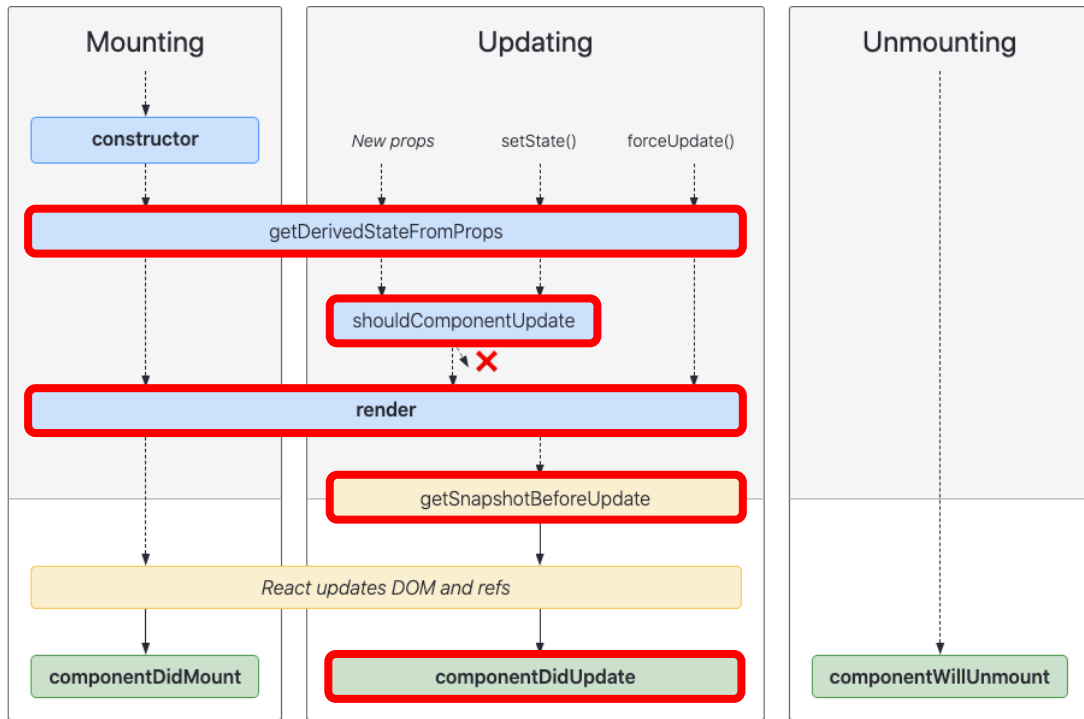 Mounting
Updating
Unmounting
constructor
New props
setState()
forceUpdate()
getDerivedStateFromProps
shouldComponentUpdate
render
getSnapshotBeforeUpdate
React updates DOM and refs
componentDidMount
componentDidUpdate
componentWillUnmount